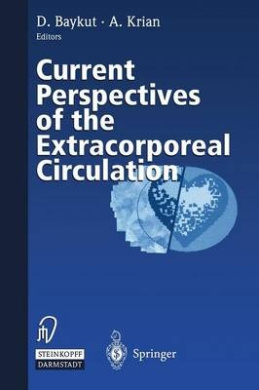 D. Baykut · A. Krian
Editors
Current
Perspectives
of the
Extracorporeal
Circulation
STEINKOPFF
DARMSTADT
Springer